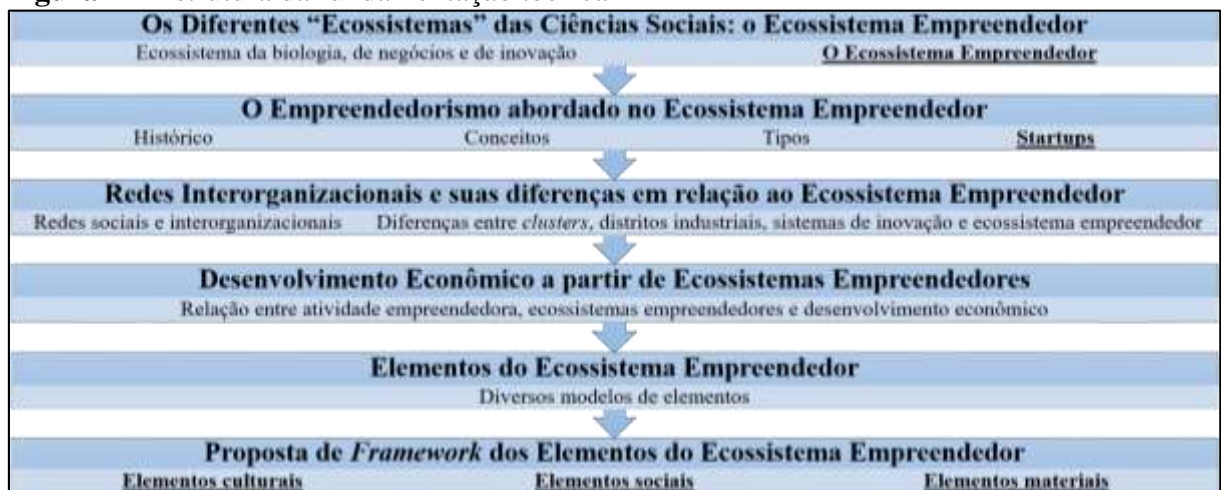 Os Diferentes “Ecossistemas” das Ciências Sociais: o Ecossistema Empreendedor
Ecossistema da biologia, de negócios e de inovação O Ecossistema Empreendedor
O Empreendedorismo abordado no Ecossistema Empreendedor
Histórico Conceitos Tipos Startups
Redes Interorganizacionais e suas diferenças em relação ao Ecossistema Empreendedor
Redes sociais e interorganizacionais Diferenças entre clusters, distritos industriais, sistemas de inovação e ecossistema empreendedor
Desenvolvimento Econômico a partir de Ecossistemas Empreendedores
Relação entre atividade empreendedora, ecossistemas empreendedores e desenvolvimento econômico
Elementos do Ecossistema Empreendedor
Diversos modelos de elementos
Proposta de Framework dos Elementos do Ecossistema Empreendedor
Elementos culturais Elementos sociais Elementos materiais